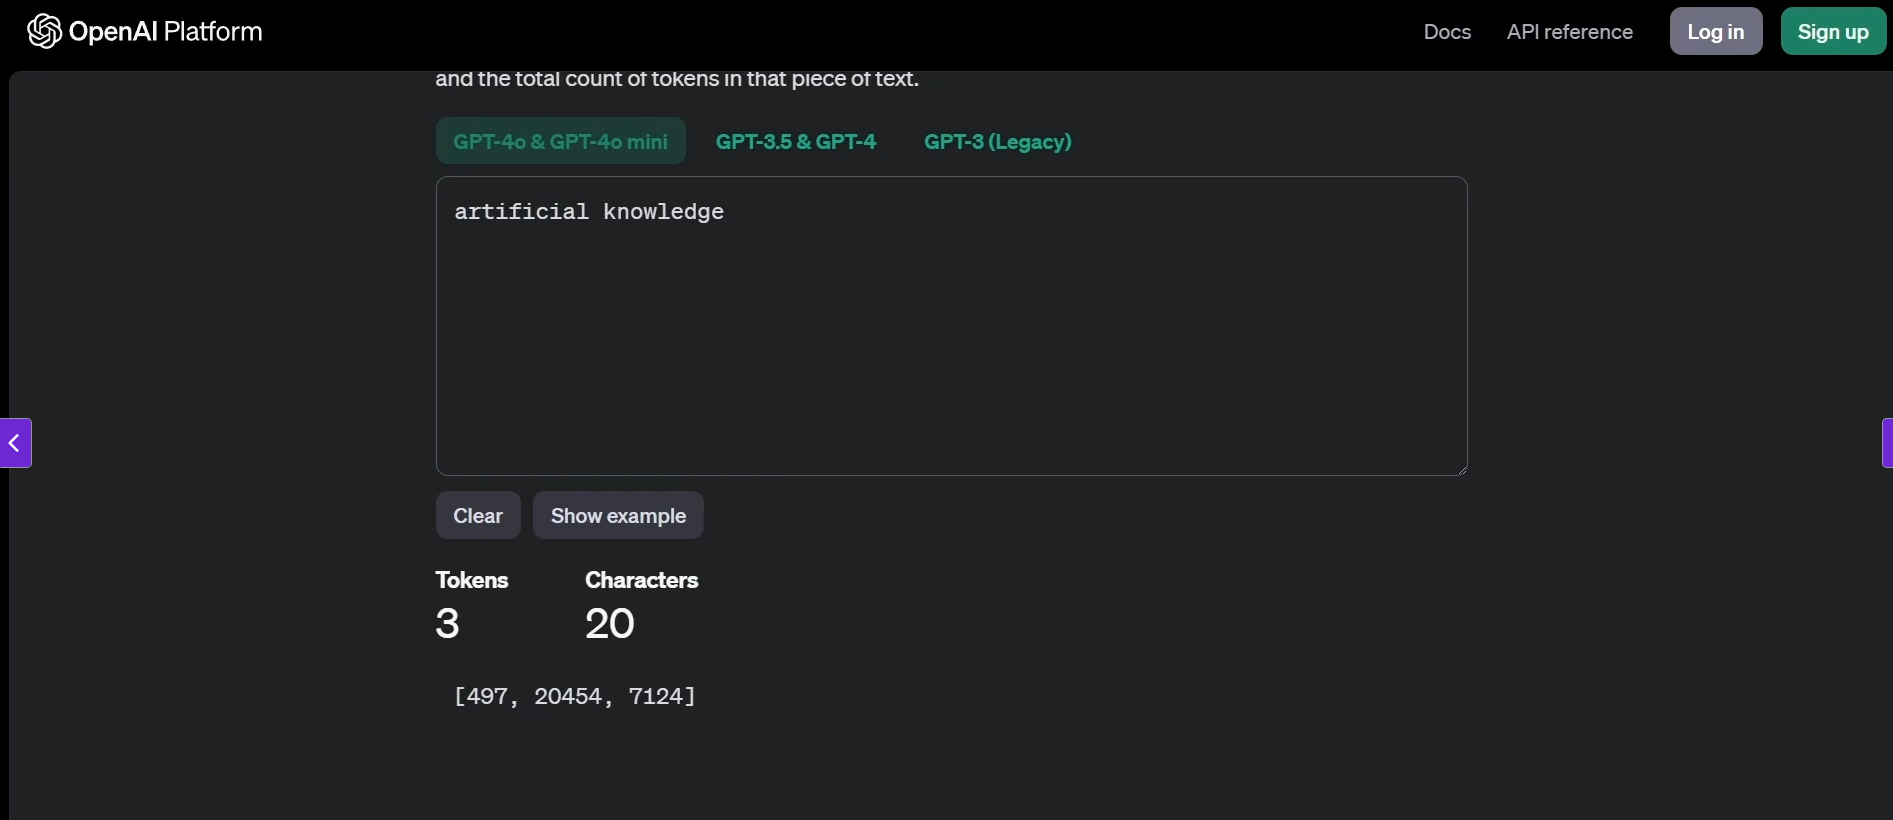 OpenAI Platform
Docs
API reference
Log in
Sign up
and the total count of tokens in that piece of text.
GPT-4o & GPT-4o mini
GPT-3.5 & GPT-4
GPT-3 (Legacy)
artificial knowledge
Clear
Show example
Tokens
3
Characters
20
[497, 20454, 7124]